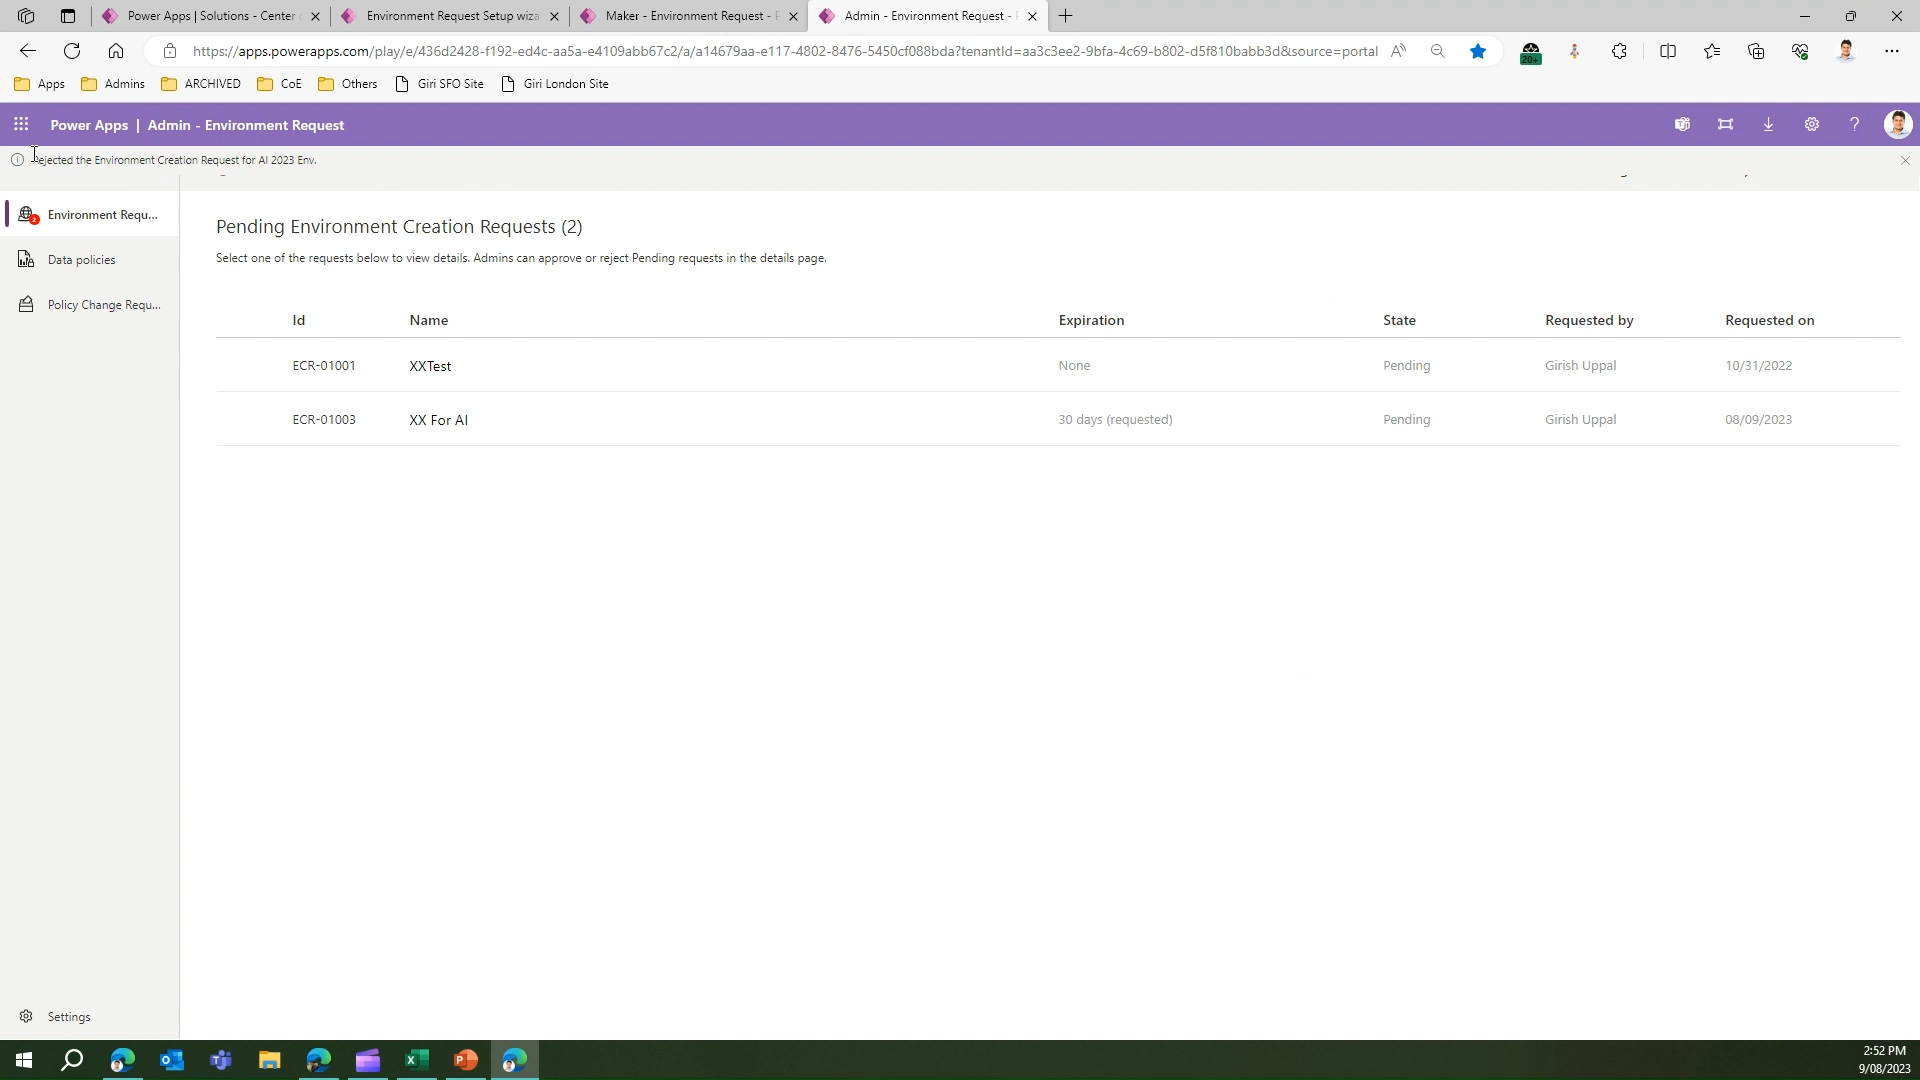 Power Apps | Solutions - Center
Environment Request Setup wiza
Maker - Environment Request - P
Admin - Environment Request - P
https://apps.powerapps.com/play/e/436d2428-f192-ed4c-aa5a-e4109abb67c2/a/a14679aa-e117-4802-8476-5450cf088bda?tenantId=aa3c3ee2-9bfa-4c69-b802-d5f810babb3d&source=portal
20+
Apps Admins ARCHIVED CoE Others Giri SFO Site Giri London Site
Power Apps | Admin - Environment Request
Rejected the Environment Creation Request for AI 2023 Env.
Environment Requ...
2
Data policies
Policy Change Requ...
Settings
Pending Environment Creation Requests (2)
Select one of the requests below to view details. Admins can approve or reject Pending requests in the details page.
Id Name Expiration State Requested by Requested on
ECR-01001 XXTest None Pending Girish Uppal 10/31/2022
ECR-01003 XX For AI 30 days (requested) Pending Girish Uppal 08/09/2023
2:52 PM
9/08/2023